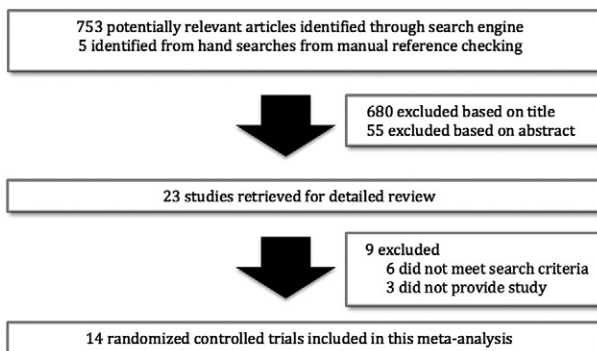 753 potentially relevant articles identified through search engine
5 identified from hand searches from manual reference checking
680 excluded based on title
55 excluded based on abstract
23 studies retrieved for detailed review
9 excluded
6 did not meet search criteria
3 did not provide study
14 randomized controlled trials included in this meta-analysis